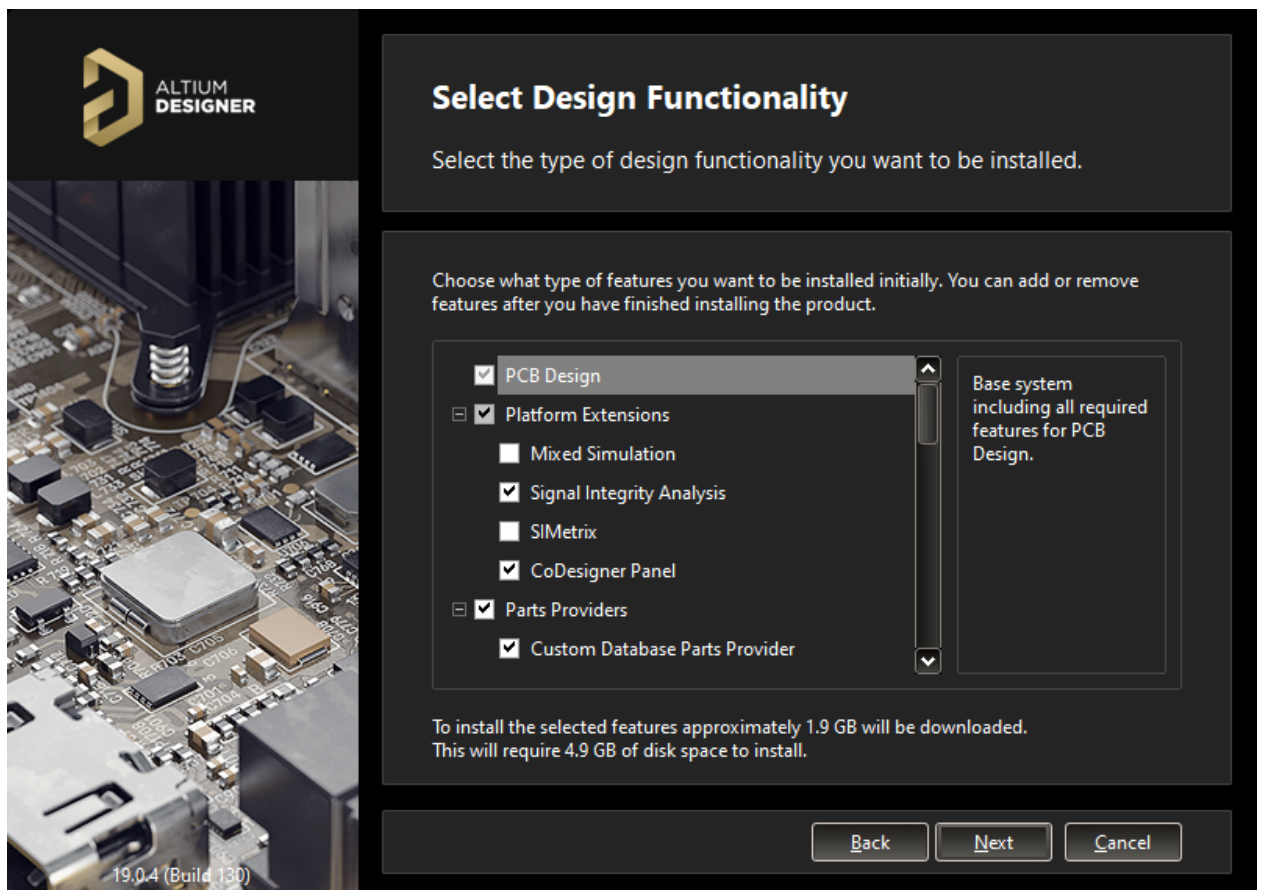 ALTIUM
DESIGNER
Select Design Functionality
Select the type of design functionality you want to be installed.
Choose what type of features you want to be installed initially. You can add or remove
features after you have finished installing the product.
PCB Design
Platform Extensions
Mixed Simulation
Signal Integrity Analysis
SIMetrix
CoDesigner Panel
Parts Providers
Custom Database Parts Provider
Base system
including all required
features for PCB
Design.
To install the selected features approximately 1.9 GB will be downloaded.
This will require 4.9 GB of disk space to install.
Back
Next
Cancel
R703
C705
C706
C701
C704
19.0.4 (Build 130)